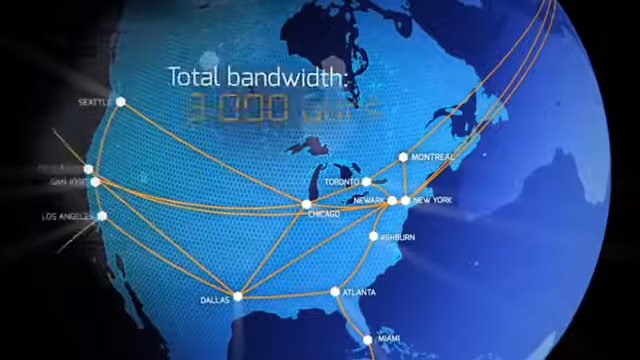 Total bandwidth:
SEATTLE
MONTREAL
TORONTO
SAN JOSE
NEWARK
NEW YORK
CHICAGO
LOS ANGELES
ASHBURN
DALLAS
ATLANTA
MIAMI